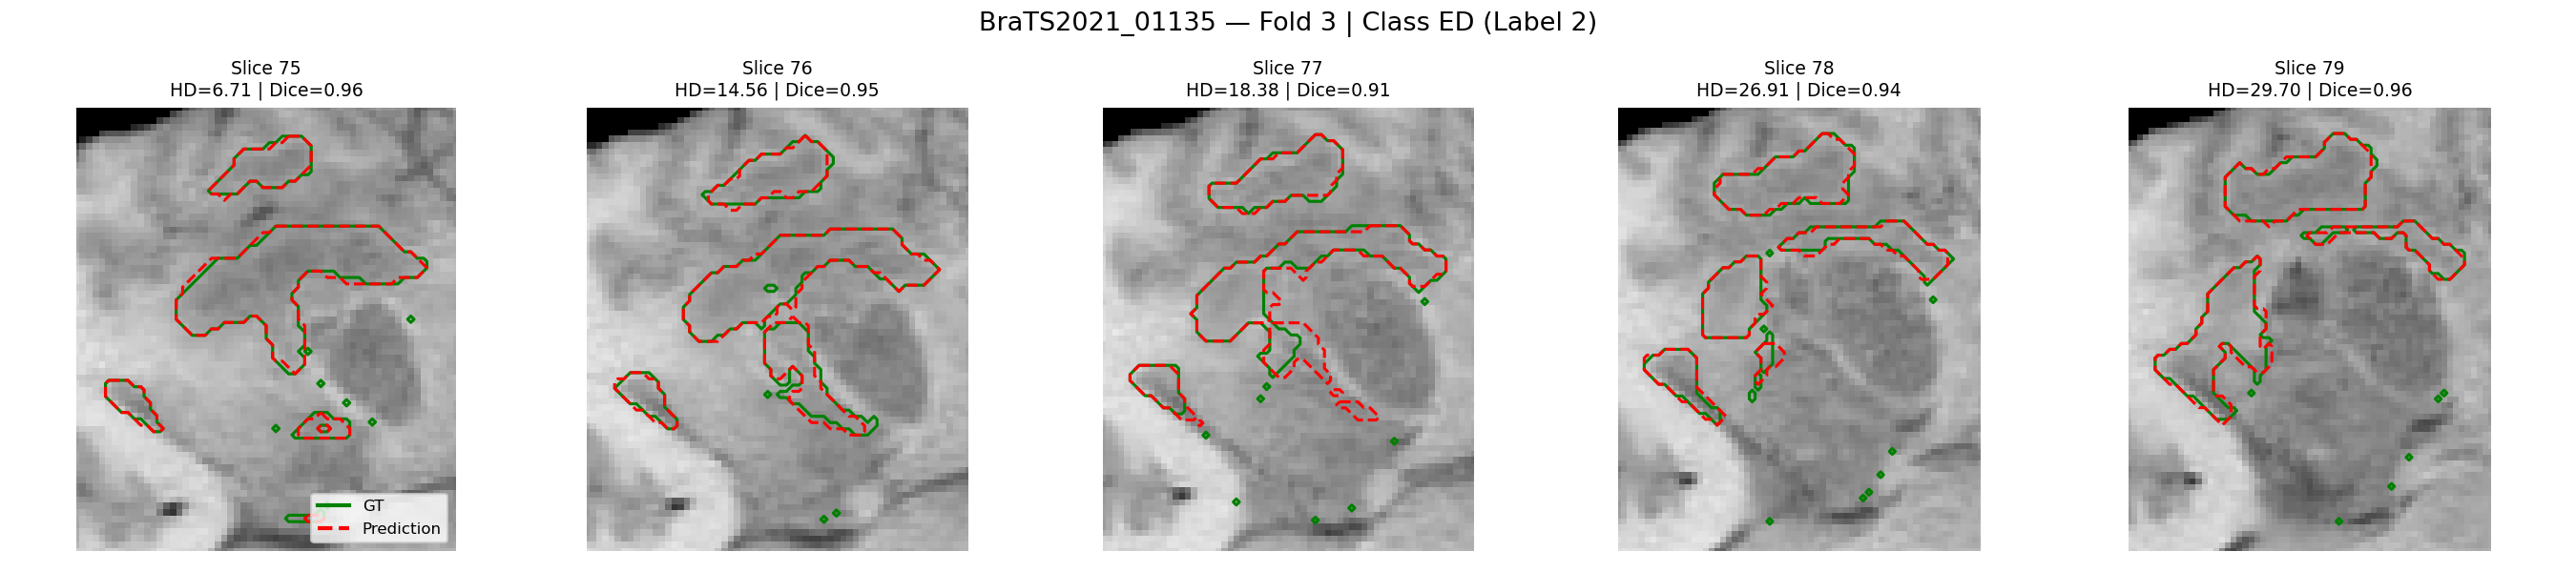 BraTS2021_01135 — Fold 3 | Class ED (Label 2)
Slice 75
HD=6.71 | Dice=0.96
Slice 76
HD=14.56 | Dice=0.95
Slice 77
HD=18.38 | Dice=0.91
Slice 78
HD=26.91 | Dice=0.94
Slice 79
HD=29.70 | Dice=0.96
GT
Prediction